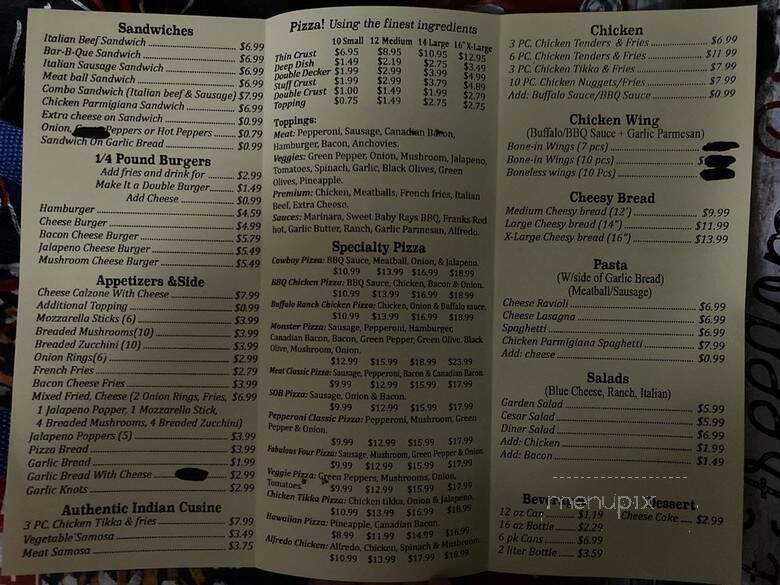 Sandwiches
Italian Beef Sandwich $6.99
Bar-B-Que Sandwich $6.99
Italian Sausage Sandwich $6.99
Meat ball Sandwich $6.99
Combo Sandwich (Italian beef & Sausage) $7.99
Chicken Parmigiana Sandwich $6.99
Extra cheese on Sandwich $0.99
Onion, Peppers or Hot Peppers $0.79
Sandwich On Garlic Bread $0.99
1/4 Pound Burgers
Add fries and drink for $2.99
Make It a Double Burger $1.49
Add Cheese $0.99
Hamburger $4.59
Cheese Burger $4.99
Bacon Cheese Burger $5.79
Jalapeno Cheese Burger $5.49
Mushroom Cheese Burger $5.49
Appetizers &Side
Cheese Calzone With Cheese $7.99
Additional Topping $0.99
Mozzarella Sticks (6) $3.99
Breaded Mushrooms(10) $3.99
Breaded Zucchini (10) $3.99
Onion Rings(6) $2.99
French Fries $2.79
Bacon Cheese Fries $3.99
Mixed Fried, Cheese (2 Onion Rings, Fries, $6.99
1 Jalapeno Popper, 1 Mozzarella Stick,
4 Breaded Mushrooms, 4 Breaded Zucchini)
Jalapeno Poppers (5) $3.99
Pizza Bread $3.99
Garlic Bread $1.99
Garlic Bread With Cheese $2.99
Garlic Knots $2.99
Authentic Indian Cusine
3 PC. Chicken Tikka & fries $7.99
Vegetable Samosa $3.49
Meat Samosa $3.75
Pizza! Using the finest ingredients
10 Small 12 Medium 14 Large 16"X-Large
Thin Crust $6.95 $8.95 $10.95 $12.95
Deep Dish $1.49 $2.19 $2.75 $3.49
Double Decker $1.99 $2.99 $3.99 $4.99
Stuff Crust $1.99 $2.99 $3.79 $4.89
Double Crust $1.00 $1.99 $2.99 $2.79
Topping $0.75 $1.49 $2.75 $2.75
Toppings:
Meat: Pepperoni, Sausage, Canadian Bacon,
Hamburger, Bacon, Anchovies.
Veggies: Green Pepper, Onion, Mushroom, Jalapeno,
Tomatoes, Spinach, Garlic, Black Olives, Green
Olives, Pineapple.
Premium: Chicken, Meatballs, French fries, Italian
Beef, Extra Cheese.
Sauces: Marinara, Sweet Baby Rays BBQ, Franks Red
hot, Garlic Butter, Ranch, Garlic Parmesan, Alfredo.
Specialty Pizza
Cowboy Pizza: BBQ Sauce, Meatball, Onion, & Jalapeno.
$10.99 $13.99 $16.99 $18.99
BBQ Chicken Pizza: BBQ Sauce, Chicken, Bacon & Onion.
$10.99 $13.99 $16.99 $18.99
Buffalo Ranch Chicken Pizza: Chicken, Onion & Buffalo sauce.
$10.99 $13.99 $16.99 $18.99
Monster Pizza: Sausage, Pepperoni, Hamburger,
Canadian Bacon, Bacon, Green Pepper, Green Olive. Black
Olive, Mushroom, Onion.
$12.99 $15.99 $18.99 $23.99
Meat Classic Pizza: Sausage, Pepperoni, Bacon & Canadian Bacon.
$9.99 $12.99 $15.99 $17.99
SOB Pizza: Sausage, Onion & Bacon.
$9.99 $12.99 $15.99 $17.99
Pepperoni Classic Pizza: Pepperoni, Mushroom, Green
Pepper & Onion.
$9.99 $12.99 $15.99 $17.99
Fabulous Four Pizza: Sausage, Mushroom, Green Pepper & Onion
$9.99 $12.99 $15.99 $17.99
Veggie Pizza: Green Peppers, Mushrooms, Onion,
Tomatoes. $9.99 $12.99 $15.99 $17.99
Chicken Tikka Pizza: Chicken tikka, Onion & Jalapeno.
$10.99 $13.99 $16.99 $18.99
Hawaiian Pizza: Pineapple, Canadian Bacon.
$8.99 $11.99 $14.99 $16.99
Alfredo Chicken: Alfredo, Chicken, Spinach & Mushroom
$10.99 $13.99 $17.99 $18.99
Chicken
3 PC. Chicken Tenders & Fries $6.99
6 PC. Chicken Tenders & Fries $11.99
3 PC. Chicken Tikka & Fries $7.99
10 PC. Chicken Nuggets/Fries $7.99
Add: Buffalo Sauce/BBQ Sauce $0.99
Chicken Wing
(Buffalo/BBQ Sauce + Garlic Parmesan)
Bone-in Wings (7 pcs)
Bone-in Wings (10 pcs) $
Boneless wings (10 Pcs)
Cheesy Bread
Medium Cheesy bread (12') $9.99
Large Cheesy bread (14") $11.99
X-Large Cheesy bread (16") $13.99
Pasta
(W/side of Garlic Bread)
(Meatball/Sausage)
Cheese Ravioli $6.99
Cheese Lasagna $6.99
Spaghetti $6.99
Chicken Parmigiana Spaghetti $7.99
Add: cheese $0.99
Salads
(Blue Cheese, Ranch, Italian)
Garden Salad $5.99
Cesar Salad $5.99
Diner Salad $6.99
Add: Chicken $1.99
Add: Bacon $1.49
menupix
Dessert
12 oz Can $1.19 Cheese Cake $2.99
16 oz Bottle $2.29
6 pk Cans $6.99
2 liter Bottle $3.59